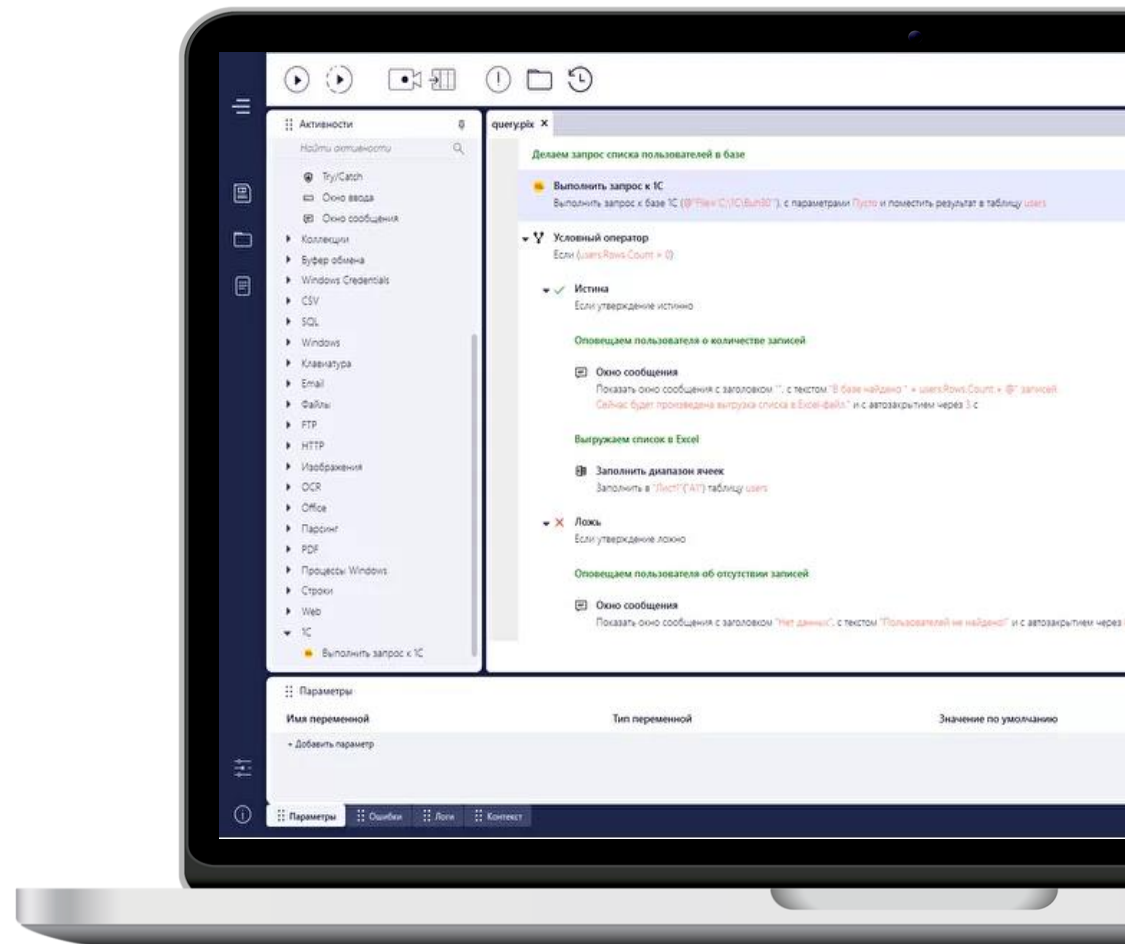 Активности
query.pix ×
Найти активности
Try/Catch
Окно ввода
Окно сообщения
Коллекции
Буфер обмена
Windows Credentials
CSV
SQL
Windows
Клавиатура
Email
Файлы
FTP
HTTP
Изображения
OCR
Office
Парсинг
PDF
Процессы Windows
Строки
Web
1C
Выполнить запрос к 1С
Делаем запрос списка пользователей в базе
Выполнить запрос к 1С
Выполнить запрос к базе 1С (@"File='C:\1C\Buh30'"), с параметрами Пусто и поместить результат в таблицу users
Условный оператор
Если (users.Rows.Count > 0)
Истина
Если утверждение истинно
Оповещаем пользователя о количестве записей
Окно сообщения
Показать окно сообщения с заголовком "", с текстом "В базе найдено " + users.Rows.Count + @" записей.
Сейчас будет произведена выгрузка списка в Excel-файл." и с автозакрытием через 3 с
Выгружаем список в Excel
Заполнить диапазон ячеек
Заполнить в "Лист1"("A1") таблицу users
Ложь
Если утверждение ложно
Оповещаем пользователя об отсутствии записей
Окно сообщения
Показать окно сообщения с заголовком "Нет данных", с текстом "Пользователей не найдено!" и с автозакрытием через
Параметры
Имя переменной Тип переменной Значение по умолчанию
+ Добавить параметр
Параметры Ошибки Логи Контекст